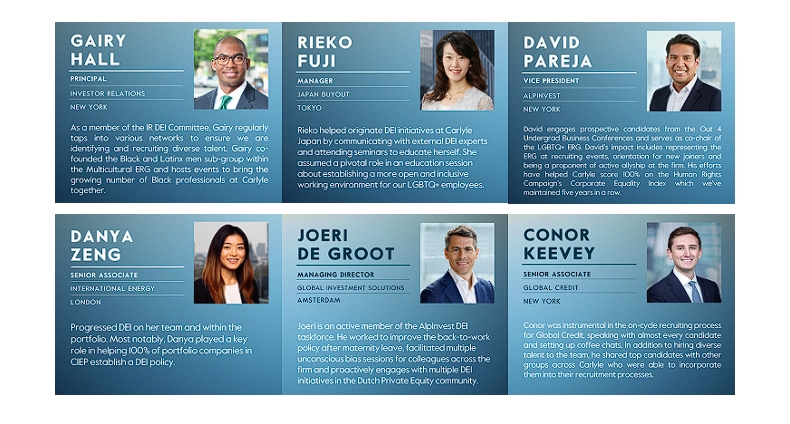 GAIRY
HALL
PRINCIPAL
INVESTOR RELATIONS
NEW YORK
As a member of the IR DEI Committee, Gairy regularly
taps into various networks to ensure we are
identifying and recruiting diverse talent. Gairy co-
founded the Black and Latinx men sub-group within
the Multicultural ERG and hosts events to bring the
growing number of Black professionals at Carlyle
together.
RIEKO
FUJI
MANAGER
JAPAN BUYOUT
TOKYO
Rieko helped originate DEI initiatives at Carlyle
Japan by communicating with external DEI experts
and attending seminars to educate herself. She
assumed a pivotal role in an education session
about establishing a more open and inclusive
working environment for our LGBTQ+ employees.
DAVID
PAREJA
VICE PRESIDENT
ALPINVEST
NEW YORK
David engages prospective candidates from the Out 4
Undergrad Business Conferences and serves as co-chair of
the LGBTQ+ ERG. David's impact includes representing the
ERG at recruiting events, orientation for new joiners and
being a proponent of active allyship at the firm. His efforts
have helped Carlyle score 100% on the Human Rights
Campaign's Corporate Equality Index which we've
maintained five years in a row.
DANYA
ZENG
SENIOR ASSOCIATE
INTERNATIONAL ENERGY
LONDON
Progressed DEI on her team and within the
portfolio. Most notably, Danya played a key
role in helping 100% of portfolio companies in
CIEP establish a DEI policy.
JOERI
DE GROOT
MANAGING DIRECTOR
GLOBAL INVESTMENT SOLUTIONS
AMSTERDAM
Joeri is an active member of the AlpInvest DEI
taskforce. He worked to improve the back-to-work
policy after maternity leave, facilitated multiple
unconscious bias sessions for colleagues across the
firm and proactively engages with multiple DEI
initiatives in the Dutch Private Equity community.
CONOR
KEEVEY
SENIOR ASSOCIATE
GLOBAL CREDIT
NEW YORK
Conor was instrumental in the on-cycle recruiting process
for Global Credit, speaking with almost every candidate
and setting up coffee chats. In addition to hiring diverse
talent to the team, he shared top candidates with other
groups across Carlyle who were able to incorporate
them into their recruitment processes.